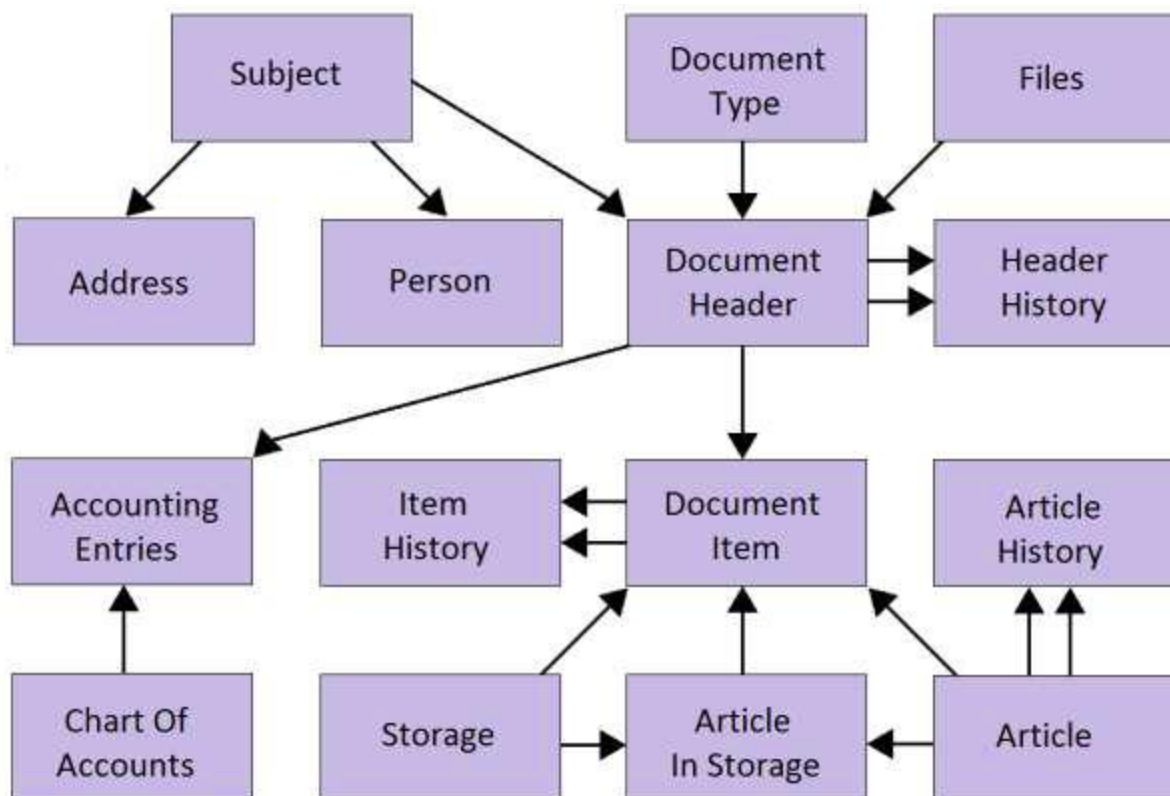 Subject
Document
Type
Files
Address
Person
Document
Header
Header
History
Accounting
Entries
Item
History
Document
Item
Article
History
Chart Of
Accounts
Storage
Article
In Storage
Article